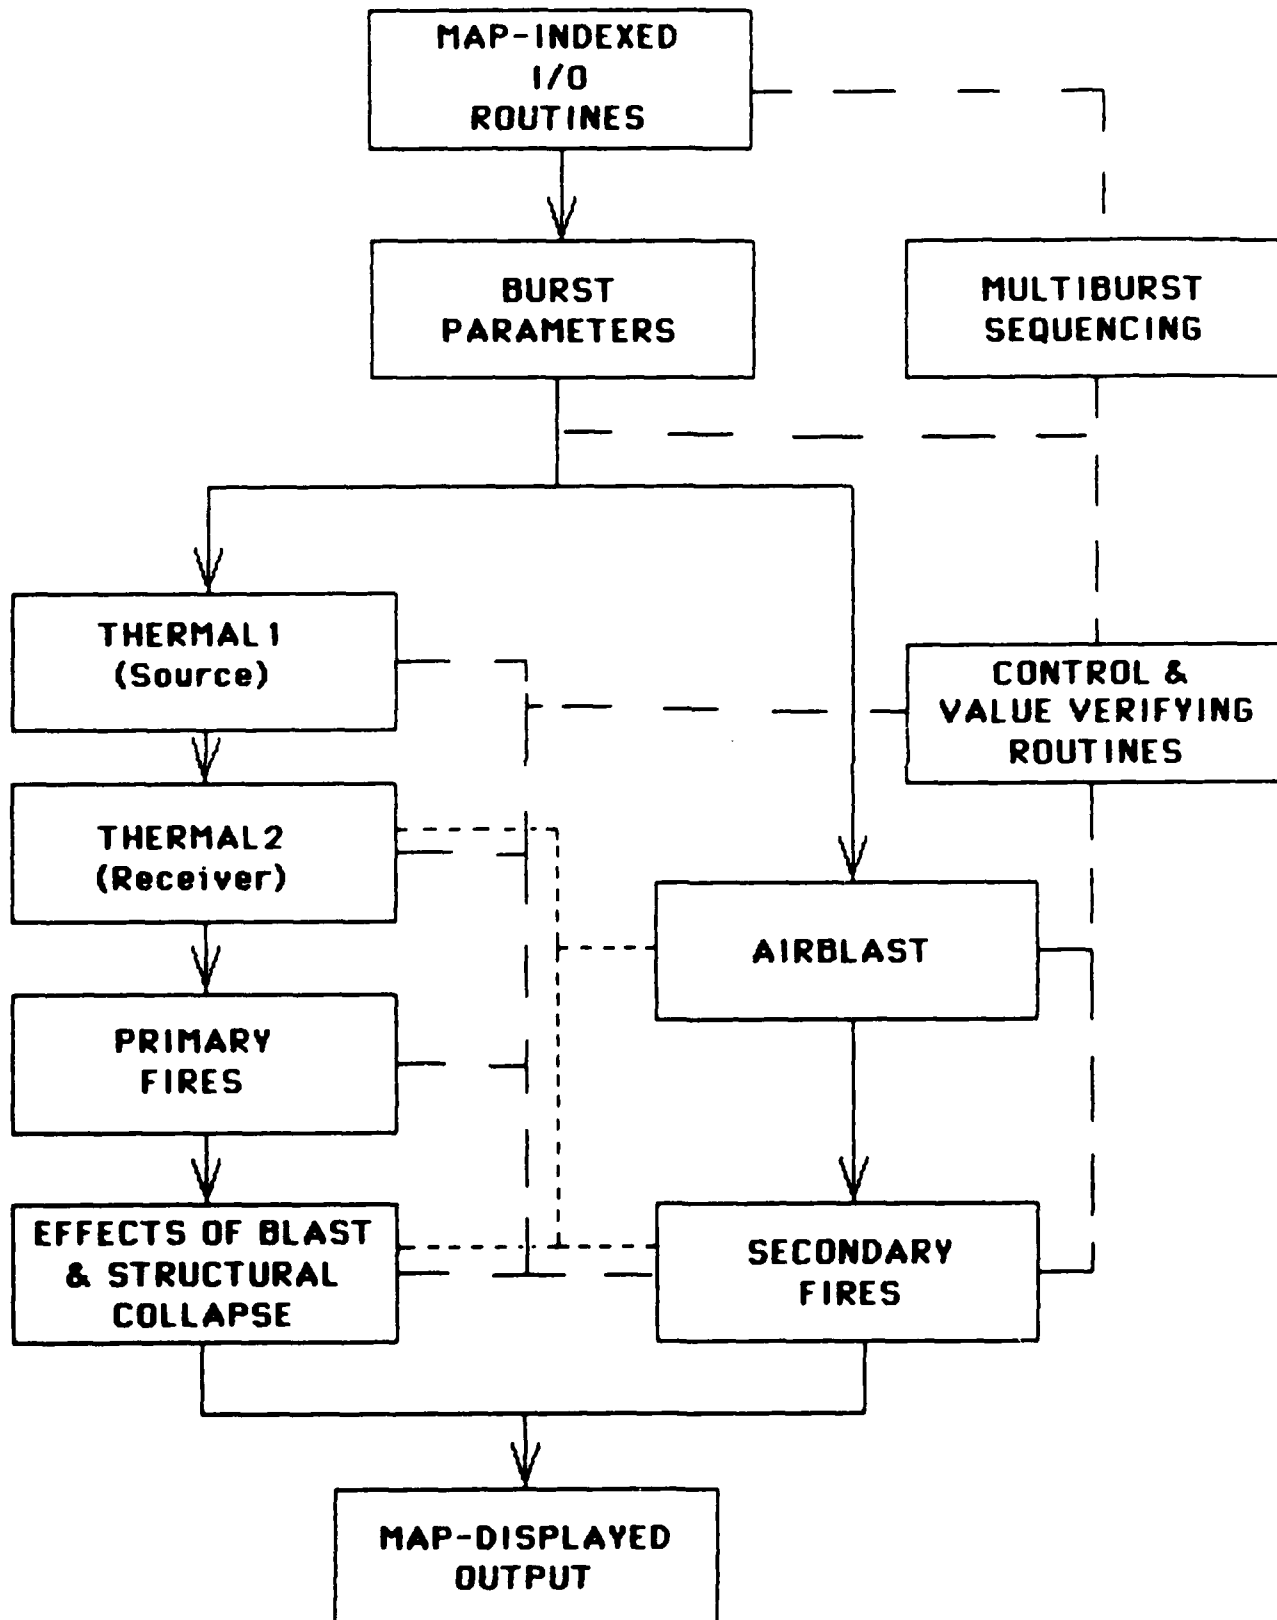 MAP-INDEXED
I/O
ROUTINES
BURST
PARAMETERS
MULTIBURST
SEQUENCING
THERMAL1
(Source)
CONTROL &
VALUE VERIFYING
ROUTINES
THERMAL2
(Receiver)
AIRBLAST
PRIMARY
FIRES
EFFECTS OF BLAST
& STRUCTURAL
COLLAPSE
SECONDARY
FIRES
MAP-DISPLAYED
OUTPUT